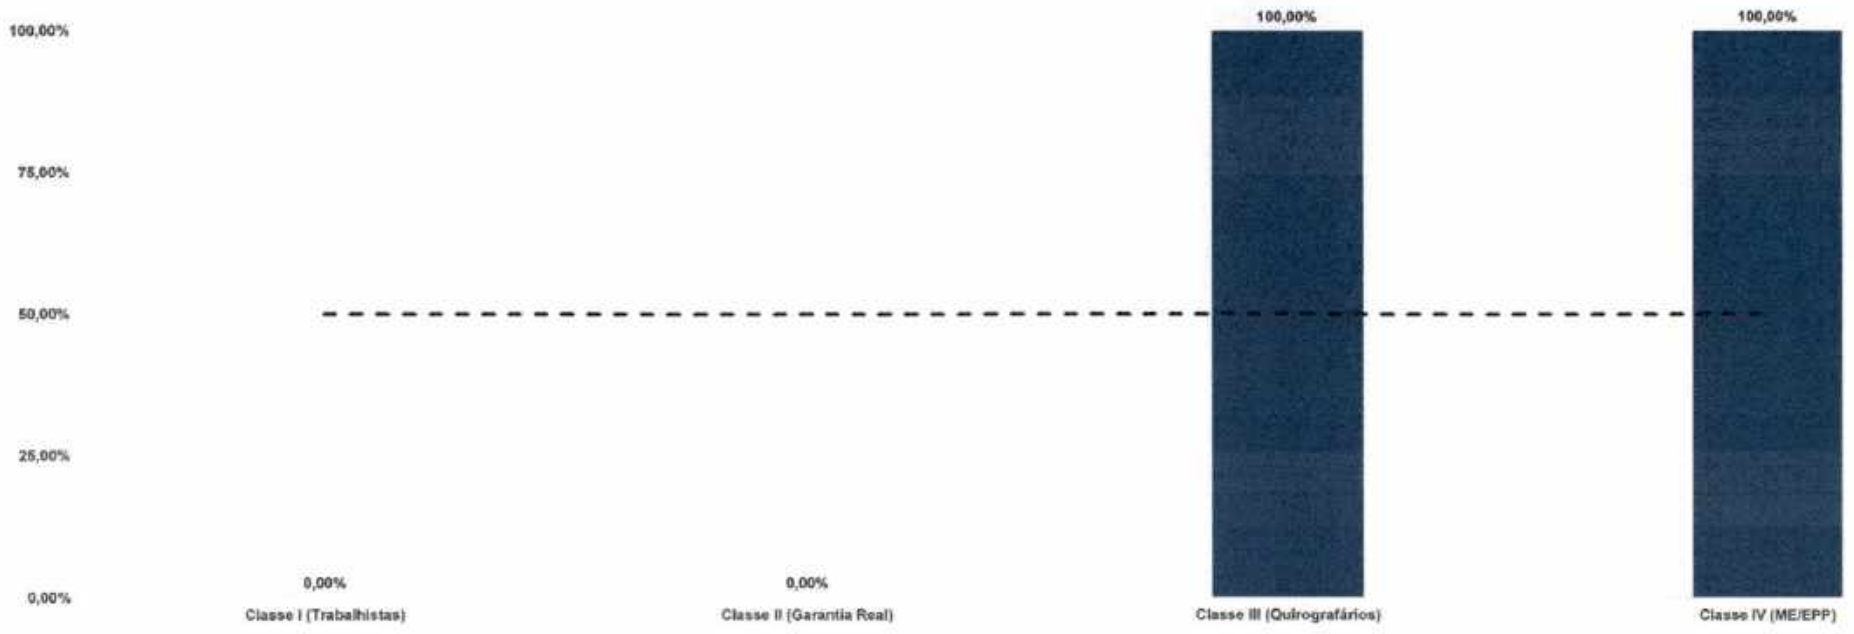 100,00%
100,00%
100,00%
75,00%
50,00%
25,00%
0,00%
0,00%
0,00%
Classe I (Trabalhistas)
Classe II (Garantia Real)
Classe III (Quirografários)
Classe IV (ME/EPP)